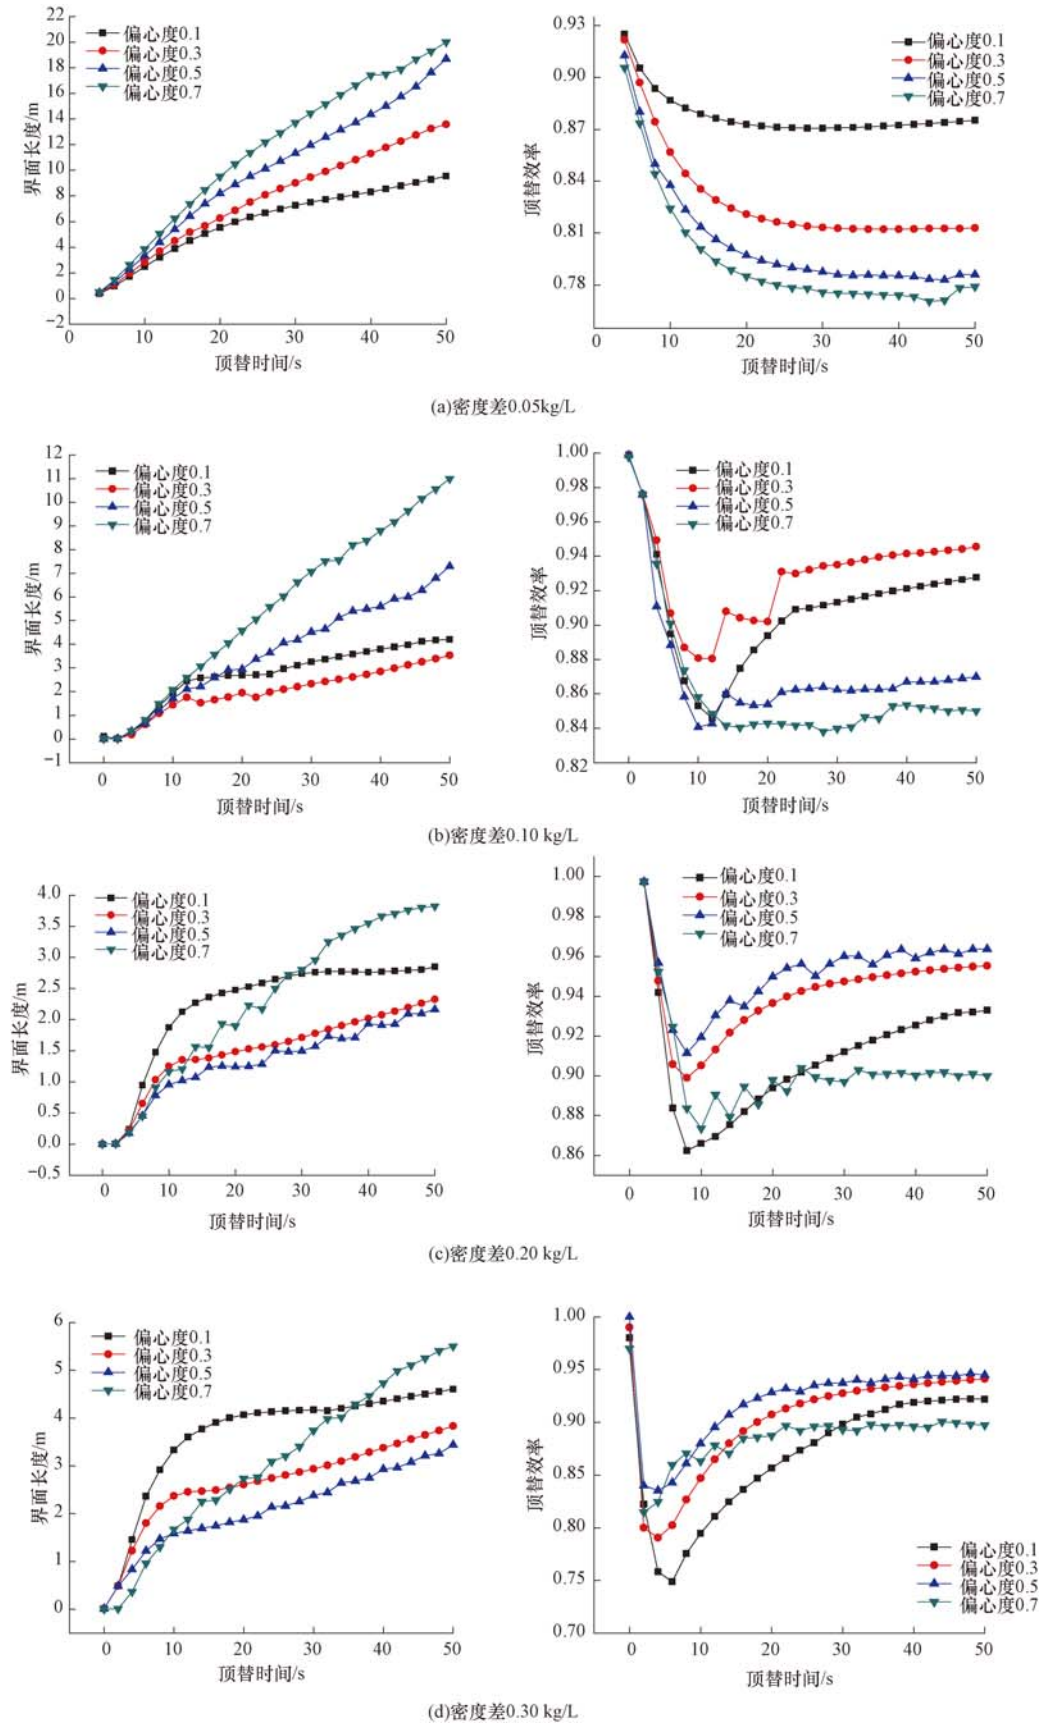 22
20
18
16
14
12
10
8
6
4
2
0
−2
界面长度/m
偏心度0.1
偏心度0.3
偏心度0.5
偏心度0.7
0
10
20
30
40
50
顶替时间/s
0.93
0.90
0.87
0.84
0.81
0.78
顶替效率
偏心度0.1
偏心度0.3
偏心度0.5
偏心度0.7
0
10
20
30
40
50
顶替时间/s
(a)密度差0.05kg/L
12
11
10
9
8
7
6
5
4
3
2
1
0
−1
界面长度/m
偏心度0.1
偏心度0.3
偏心度0.5
偏心度0.7
0
10
20
30
40
50
顶替时间/s
1.00
0.98
0.96
0.94
0.92
0.90
0.88
0.86
0.84
0.82
顶替效率
偏心度0.1
偏心度0.3
偏心度0.5
偏心度0.7
0
10
20
30
40
50
顶替时间/s
(b)密度差0.10 kg/L
4.0
3.5
3.0
2.5
2.0
1.5
1.0
0.5
0.0
−0.5
界面长度/m
偏心度0.1
偏心度0.3
偏心度0.5
偏心度0.7
0
10
20
30
40
50
顶替时间/s
1.00
0.98
0.96
0.94
0.92
0.90
0.88
0.86
顶替效率
偏心度0.1
偏心度0.3
偏心度0.5
偏心度0.7
0
10
20
30
40
50
顶替时间/s
(c)密度差0.20 kg/L
6
5
4
3
2
1
0
界面长度/m
偏心度0.1
偏心度0.3
偏心度0.5
偏心度0.7
0
10
20
30
40
50
顶替时间/s
1.00
0.95
0.90
0.85
0.80
0.75
0.70
顶替效率
偏心度0.1
偏心度0.3
偏心度0.5
偏心度0.7
0
10
20
30
40
50
顶替时间/s
(d)密度差0.30 kg/L